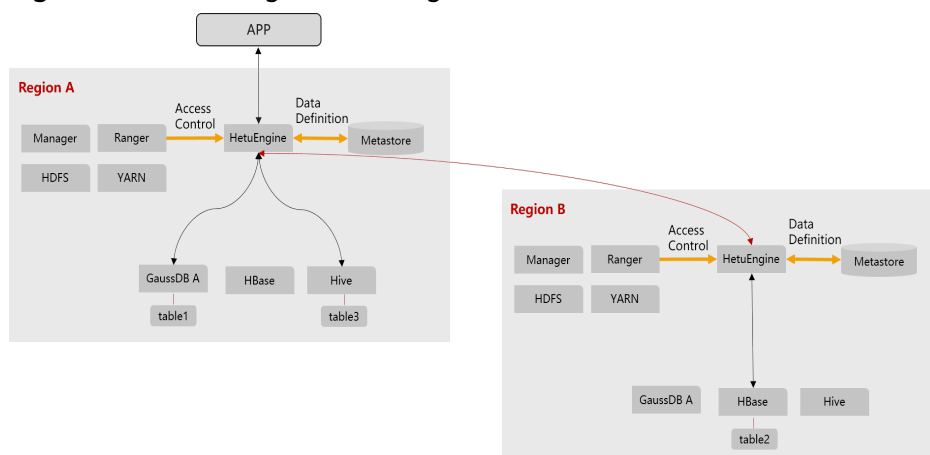 APP
Region A
Access
Control
Data
Definition
Manager
Ranger
HetuEngine
Metastore
HDFS
YARN
GaussDB A
HBase
Hive
table1
table3
Region B
Access
Control
Data
Definition
Manager
Ranger
HetuEngine
Metastore
HDFS
YARN
GaussDB A
HBase
Hive
table2